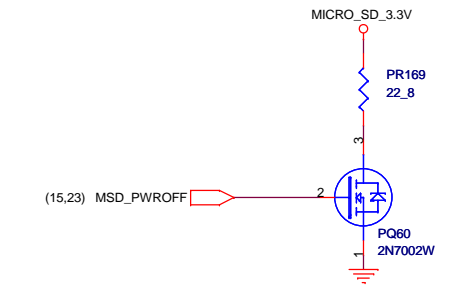 MICRO_SD_3.3V
PR169
22_8
3
(15,23) MSD_PWROFF 2
PQ60
2N7002W
1